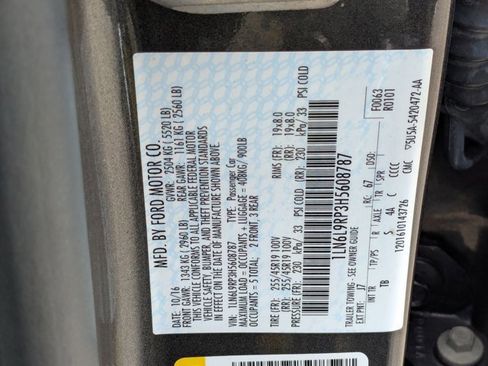 MFD. BY FORD MOTOR CO.
DATE: 10/16 GVWR: 2504 KG ( 5520 LB)
FRONT GAWR: 1343 KG (2960 LB) REAR GAWR: 1161 KG ( 2560 LB)
THIS VEHICLE CONFORMS TO ALL APPLICABLE FEDERAL MOTOR
VEHICLE SAFETY, BUMPER, AND THEFT PREVENTION STANDARDS
IN EFFECT ON THE DATE OF MANUFACTURE SHOWN ABOVE.
VIN: 1LN6L9RP3H5608787 TYPE: Passenger Car
MAXIMUM LOAD = OCCUPANTS + LUGGAGE = 408KG/ 900LB
OCCUPANTS: 5 TOTAL: 2 FRONT 3 REAR
TIRE (FR): 255/45R19 100V RIMS (FR): 19x8.0
(RR): 255/45R19 100V (RR): 19x8.0
PRESSURE (FR): 230 kPa/ 33 PSI COLD (RR): 230 kPa/ 33 PSI COLD
1LN6L9RP3H5608787
F0063
R0101
TRAILER TOWING - SEE OWNER GUIDE
EXT PNT: J7 RC: 67 DSO:
INT TR TP/PS R AXLE TR SPR
TB S 4A C CCCC
1201610143726 CMC
5U5A-5420472-AA